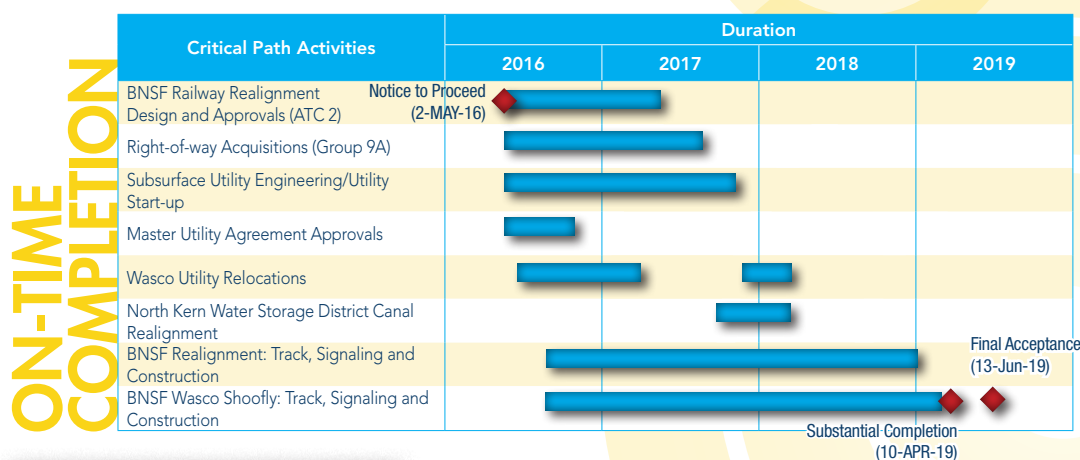 ON-TIME
COMPLETION
Critical Path Activities
Duration
2016
2017
2018
2019
BNSF Railway Realignment
Design and Approvals (ATC 2)
Notice to Proceed
(2-MAY-16)
Right-of-way Acquisitions (Group 9A)
Subsurface Utility Engineering/Utility
Start-up
Master Utility Agreement Approvals
Wasco Utility Relocations
North Kern Water Storage District Canal
Realignment
BNSF Realignment: Track, Signaling and
Construction
Final Acceptance
(13-Jun-19)
BNSF Wasco Shoofly: Track, Signaling and
Construction
Substantial Completion
(10-APR-19)